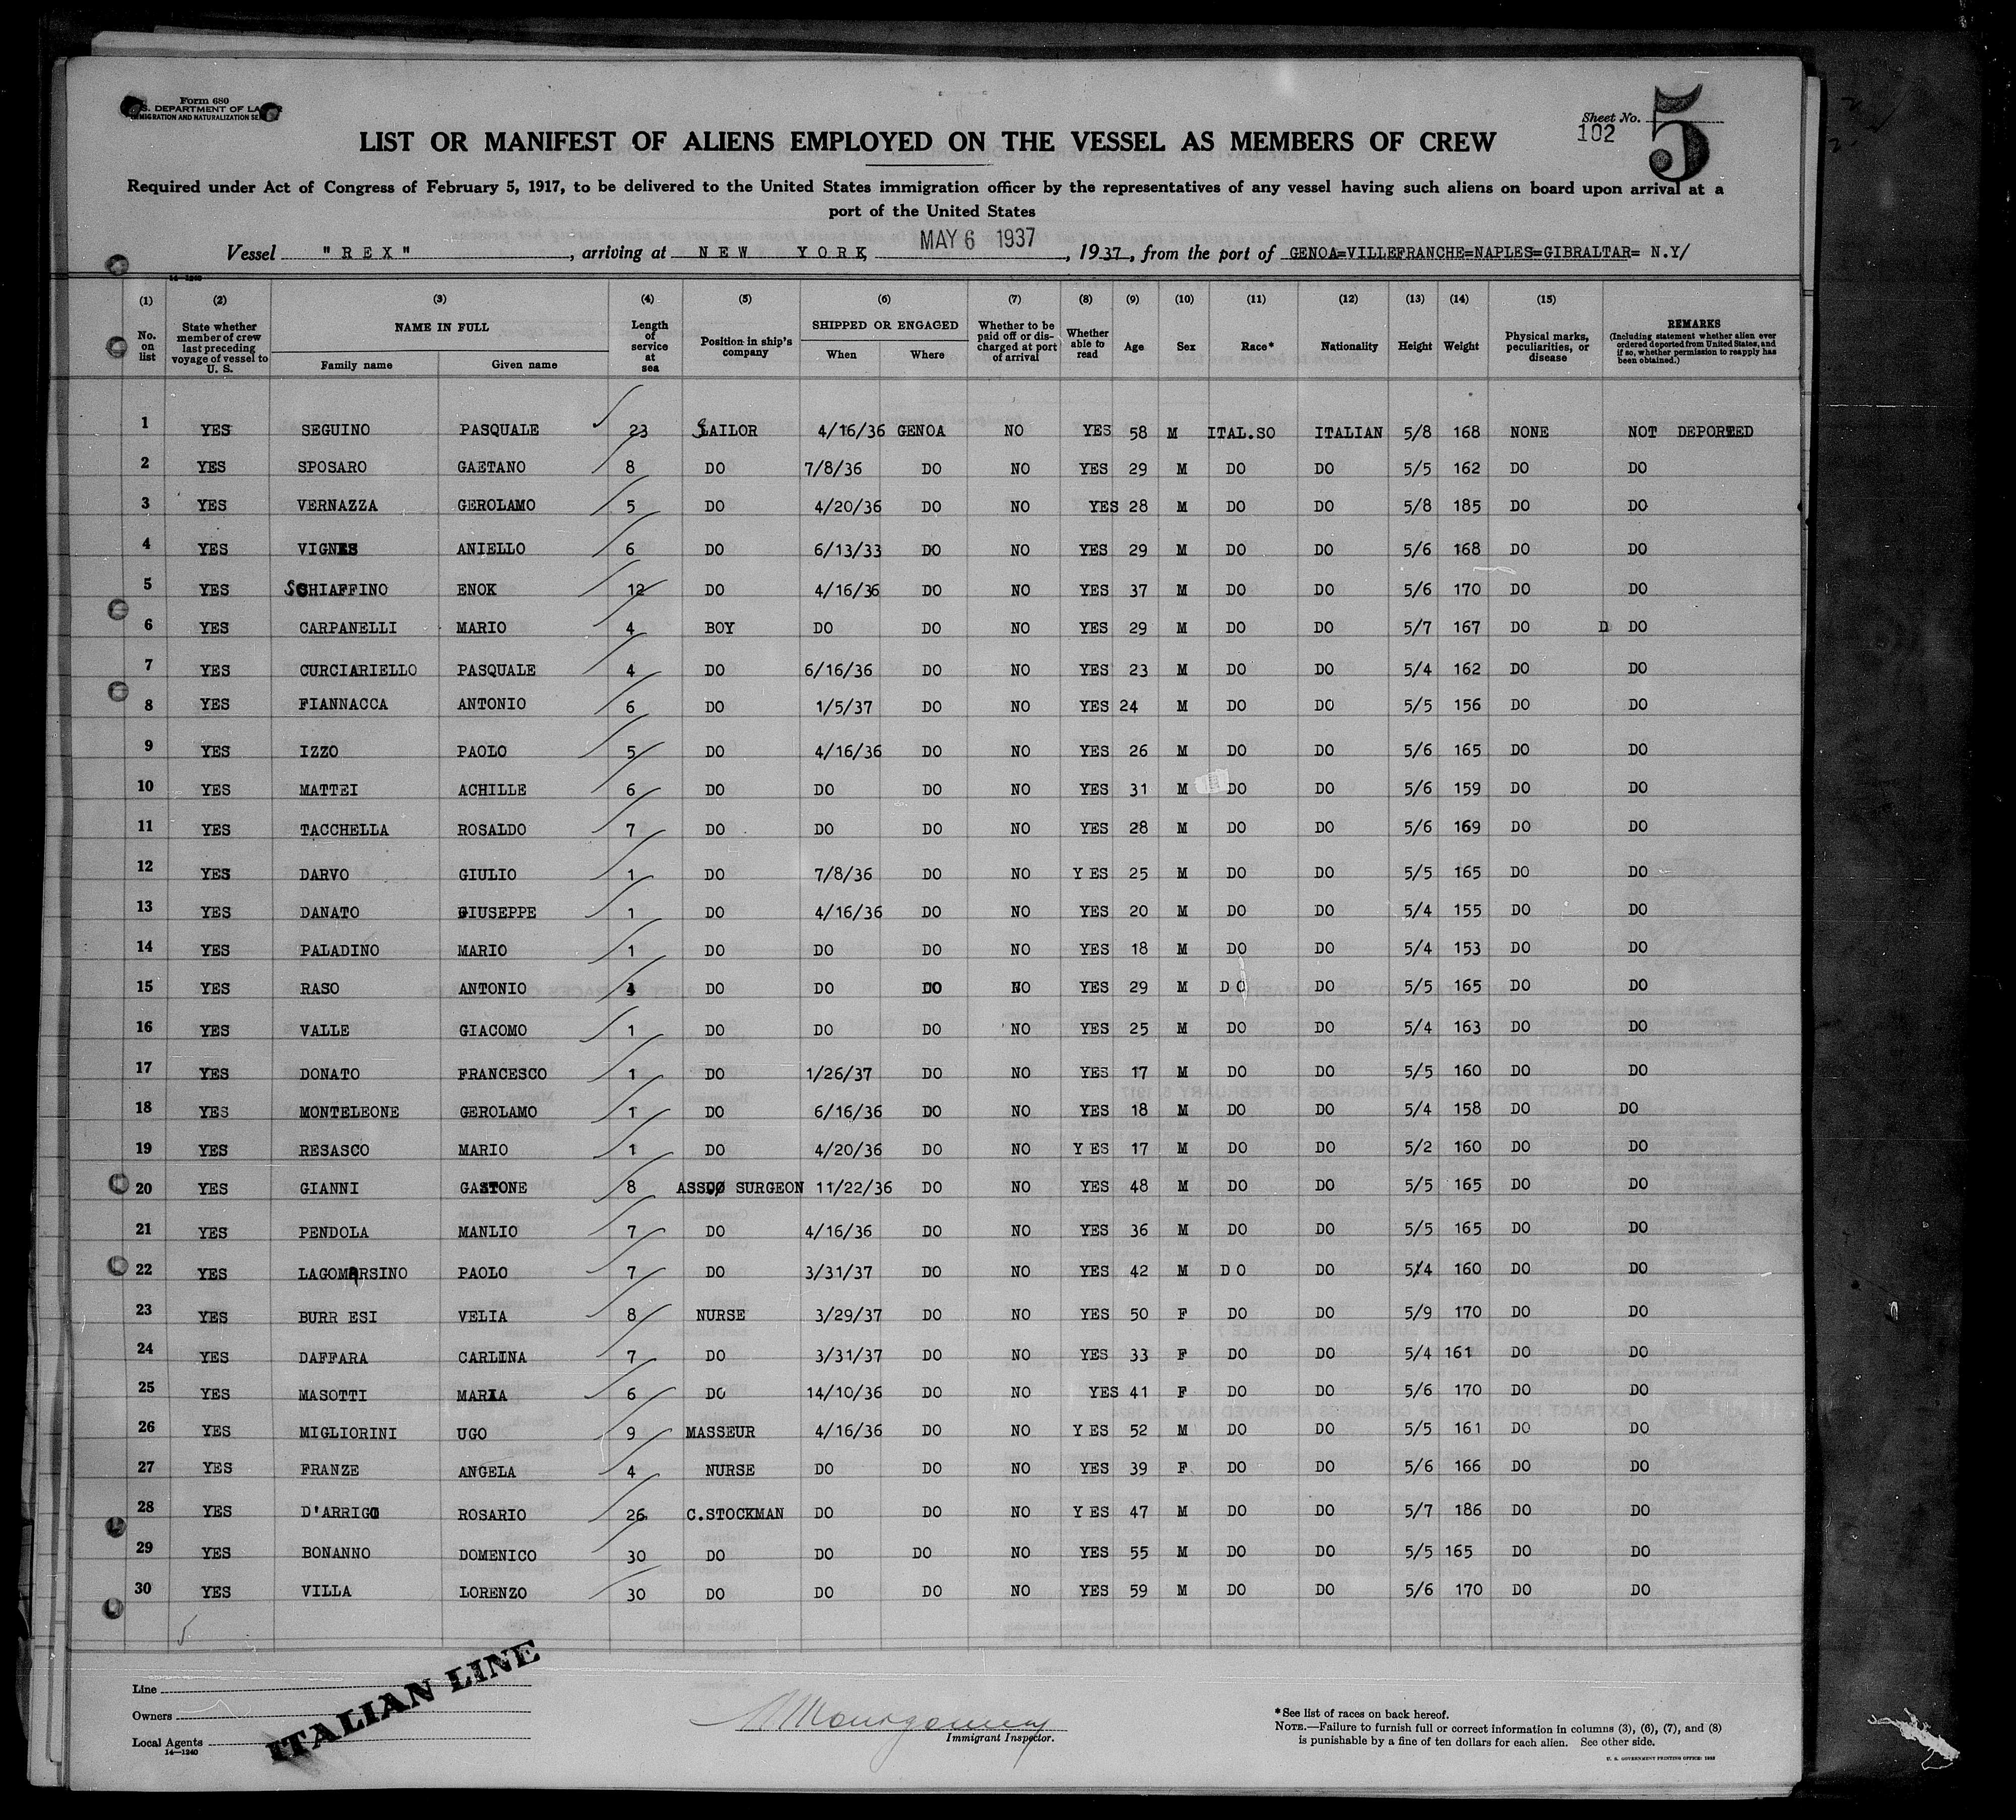 Form 680
U.S. DEPARTMENT OF LABOR
IMMIGRATION AND NATURALIZATION SERVICE
Sheet No. 5
102
LIST OR MANIFEST OF ALIENS EMPLOYED ON THE VESSEL AS MEMBERS OF CREW
Required under Act of Congress of February 5, 1917, to be delivered to the United States immigration officer by the representatives of any vessel having such aliens on board upon arrival at a
port of the United States
Vessel "REX", arriving at NEW YORK, MAY 6 1937, 1937, from the port of GENOA=VILLEFRANCHE=NAPLES=GIBRALTAR= N.Y/
14-1240
(1) (2) (3) (4) (5) (6) (7) (8) (9) (10) (11) (12) (13) (14) (15)
No. on list | State whether member of crew last preceding voyage of vessel to U. S. | NAME IN FULL Family name Given name | Length of service at sea | Position in ship's company | SHIPPED OR ENGAGED When Where | Whether to be paid off or discharged at port of arrival | Whether able to read | Age | Sex | Race* | Nationality | Height | Weight | Physical marks, peculiarities, or disease | REMARKS (Including statement whether alien ever ordered deported from United States, and if so, whether permission to reapply has been obtained.)
1 YES SEGUINO PASQUALE 23 SAILOR 4/16/36 GENOA NO YES 58 M ITAL.SO ITALIAN 5/8 168 NONE NOT DEPORTED
2 YES SPOSARO GAETANO 8 DO 7/8/36 DO NO YES 29 M DO DO 5/5 162 DO DO
3 YES VERNAZZA GEROLAMO 5 DO 4/20/36 DO NO YES 28 M DO DO 5/8 185 DO DO
4 YES VIGNES ANIELLO 6 DO 6/13/33 DO NO YES 29 M DO DO 5/6 168 DO DO
5 YES SCHIAFFINO ENOK 12 DO 4/16/36 DO NO YES 37 M DO DO 5/6 170 DO DO
6 YES CARPANELLI MARIO 4 BOY DO DO NO YES 29 M DO DO 5/7 167 DO D DO
7 YES CURCIARIELLO PASQUALE 4 DO 6/16/36 DO NO YES 23 M DO DO 5/4 162 DO DO
8 YES FIANNACCA ANTONIO 6 DO 1/5/37 DO NO YES 24 M DO DO 5/5 156 DO DO
9 YES IZZO PAOLO 5 DO 4/16/36 DO NO YES 26 M DO DO 5/6 165 DO DO
10 YES MATTEI ACHILLE 6 DO DO DO NO YES 31 M DO DO 5/6 159 DO DO
11 YES TACCHELLA ROSALDO 7 DO DO DO NO YES 28 M DO DO 5/6 169 DO DO
12 YES DARVO GIULIO 1 DO 7/8/36 DO NO Y ES 25 M DO DO 5/5 165 DO DO
13 YES DANATO GIUSEPPE 1 DO 4/16/36 DO NO YES 20 M DO DO 5/4 155 DO DO
14 YES PALADINO MARIO 1 DO DO DO NO YES 18 M DO DO 5/4 153 DO DO
15 YES RASO ANTONIO DO DO DO NO YES 29 M D O DO 5/5 165 DO DO
16 YES VALLE GIACOMO 1 DO DO DO NO YES 25 M DO DO 5/4 163 DO DO
17 YES DONATO FRANCESCO 1 DO 1/26/37 DO NO YES 17 M DO DO 5/5 160 DO DO
18 YES MONTELEONE GEROLAMO 1 DO 6/16/36 DO NO YES 18 M DO DO 5/4 158 DO DO
19 YES RESASCO MARIO 1 DO 4/20/36 DO NO Y ES 17 M DO DO 5/2 160 DO DO
20 YES GIANNI GASTONE 8 SURGEON 11/22/36 DO NO YES 48 M DO DO 5/5 165 DO DO
21 YES PENDOLA MANLIO 7 DO 4/16/36 DO NO YES 36 M DO DO 5/5 165 DO DO
22 YES LAGOMARSINO PAOLO 7 DO 3/31/37 DO NO YES 42 M D O DO 5/4 160 DO DO
23 YES BURR ESI VELIA 8 NURSE 3/29/37 DO NO YES 50 F DO DO 5/9 170 DO DO
24 YES DAFFARA CARLINA 7 DO 3/31/37 DO NO YES 33 F DO DO 5/4 161 DO DO
25 YES MASOTTI MARIA 6 DO 14/10/36 DO NO YES 41 F DO DO 5/6 170 DO DO
26 YES MIGLIORINI UGO 9 MASSEUR 4/16/36 DO NO Y ES 52 M DO DO 5/5 161 DO DO
27 YES FRANZE ANGELA 4 NURSE DO DO NO YES 39 F DO DO 5/6 166 DO DO
28 YES D'ARRIGO ROSARIO 26 C.STOCKMAN DO DO NO Y ES 47 M DO DO 5/7 186 DO DO
29 YES BONANNO DOMENICO 30 DO DO DO NO YES 55 M DO DO 5/5 165 DO DO
30 YES VILLA LORENZO 30 DO DO DO NO YES 59 M DO DO 5/6 170 DO DO
5
Line
Owners
Local Agents
14-1240
ITALIAN LINE
Montgomery
Immigrant Inspector.
*See list of races on back hereof.
NOTE.—Failure to furnish full or correct information in columns (3), (6), (7), and (8)
is punishable by a fine of ten dollars for each alien. See other side.